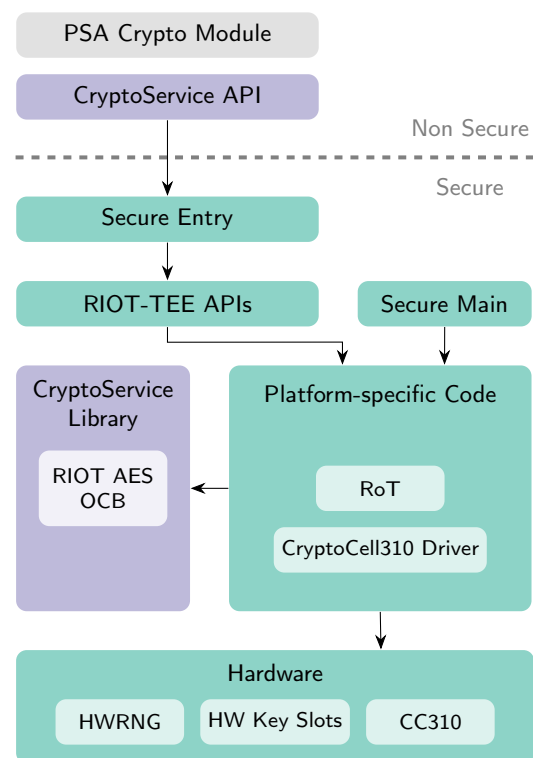 PSA Crypto Module
CryptoService API
Non Secure
Secure
Secure Entry
RIOT-TEE APIs
Secure Main
CryptoService
Library
RIOT AES
OCB
Platform-specific Code
RoT
CryptoCell310 Driver
Hardware
HWRNG
HW Key Slots
CC310